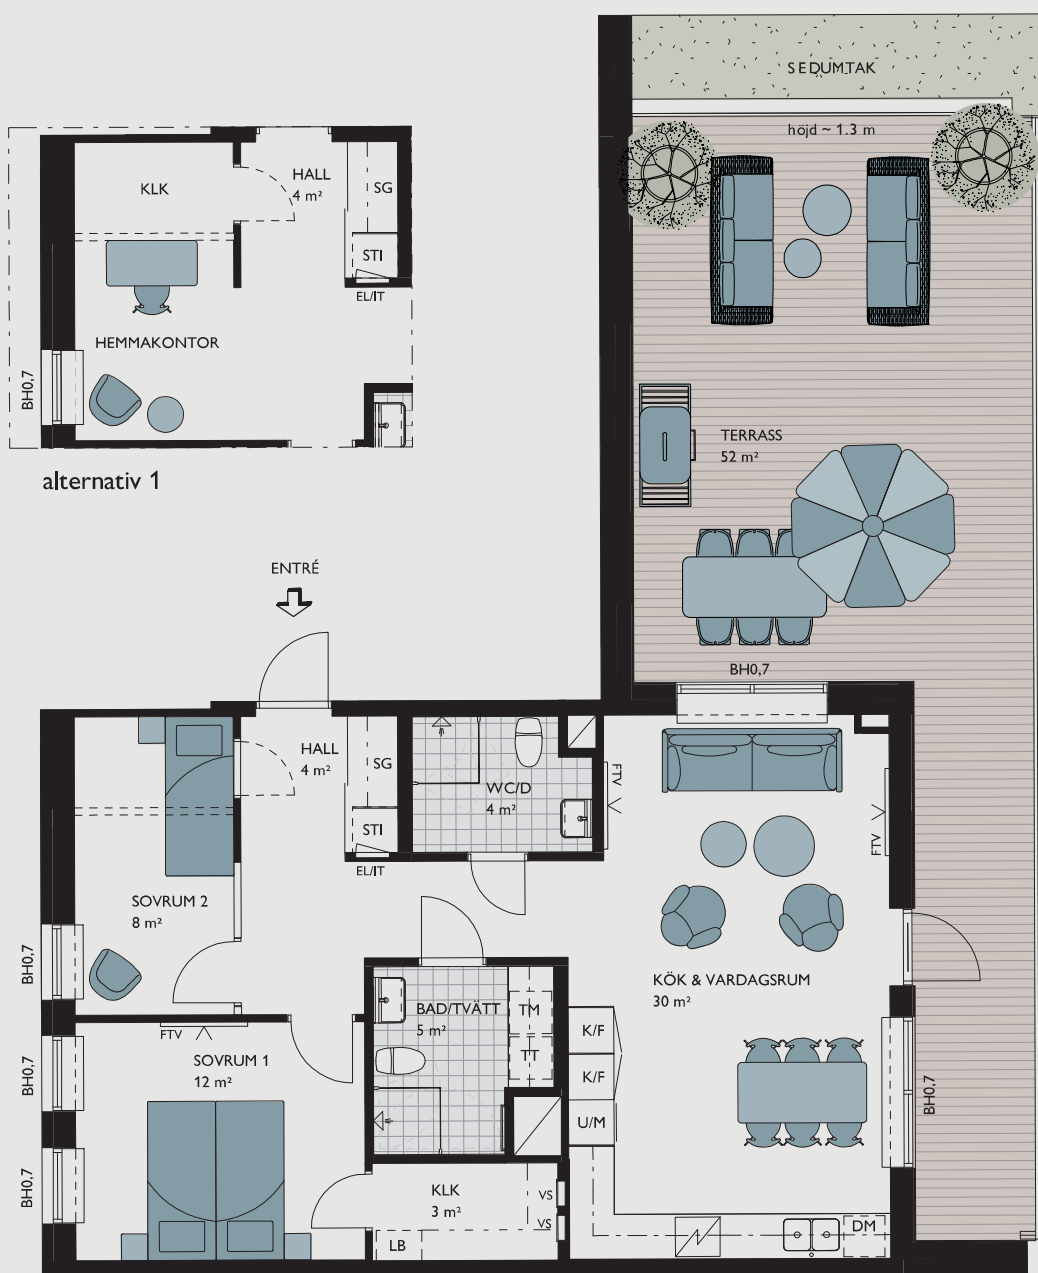 SEDUMTAK
höjd ~ 1.3 m
KLK
HALL
4 m²
SG
STI
EL/IT
HEMMAKONTOR
BH0,7
alternativ 1
TERRASS
52 m²
ENTRÉ
BH0,7
HALL
4 m²
SG
STI
EL/IT
WC/D
4 m²
FTV
FTV
SOVRUM 2
8 m²
BH0,7
KÖK & VARDAGSRUM
30 m²
BAD/TVÄTT
5 m²
TM
TT
K/F
K/F
U/M
FTV
SOVRUM 1
12 m²
BH0,7
BH0,7
BH0,7
KLK
3 m²
VS
VS
LB
DM